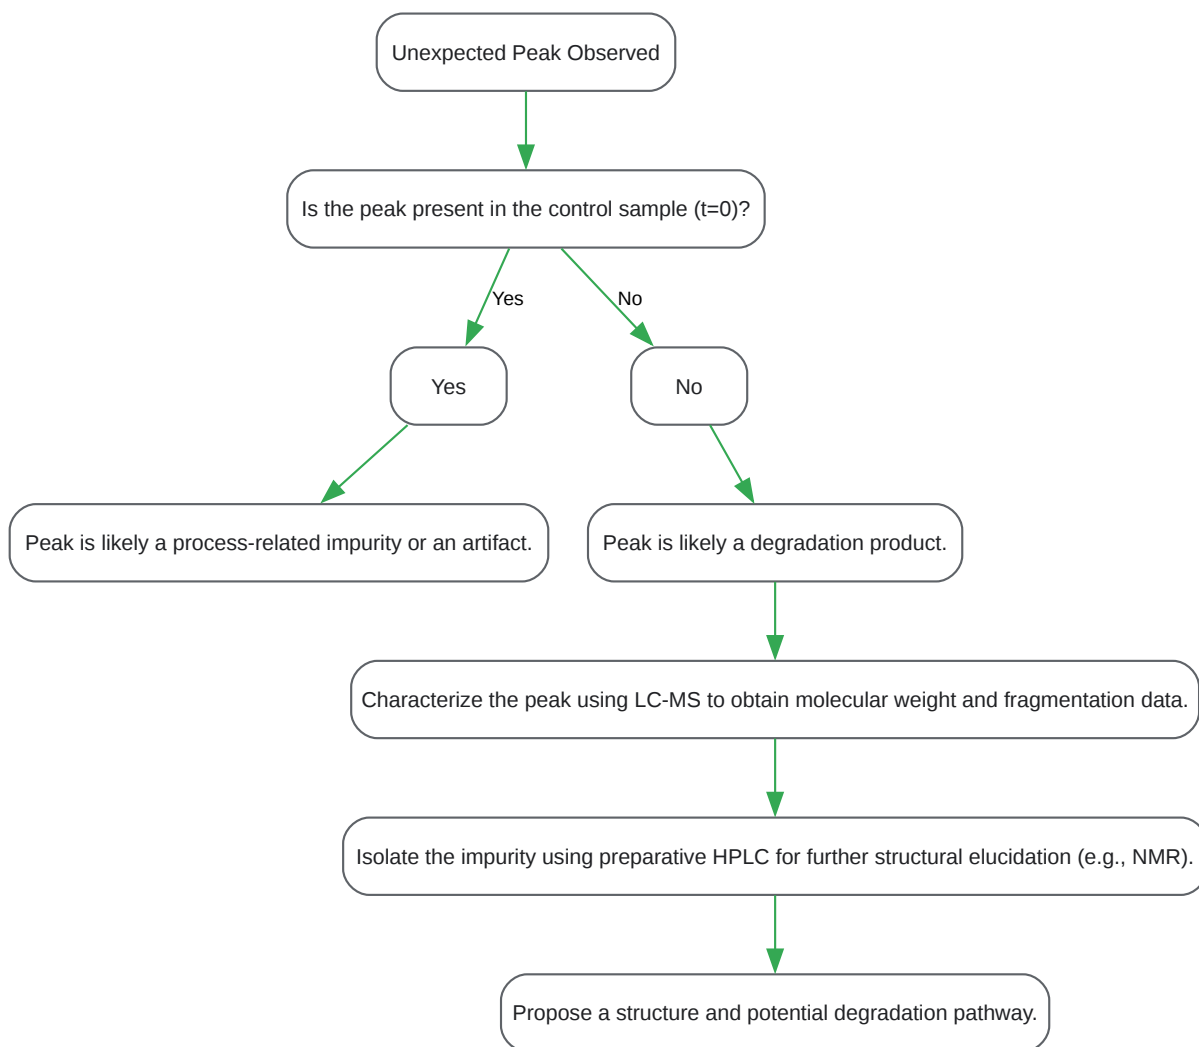 Unexpected Peak Observed
Is the peak present in the control sample (t=0)?
Yes
No
Yes
No
Peak is likely a process-related impurity or an artifact.
Peak is likely a degradation product.
Characterize the peak using LC-MS to obtain molecular weight and fragmentation data.
Isolate the impurity using preparative HPLC for further structural elucidation (e.g., NMR).
Propose a structure and potential degradation pathway.